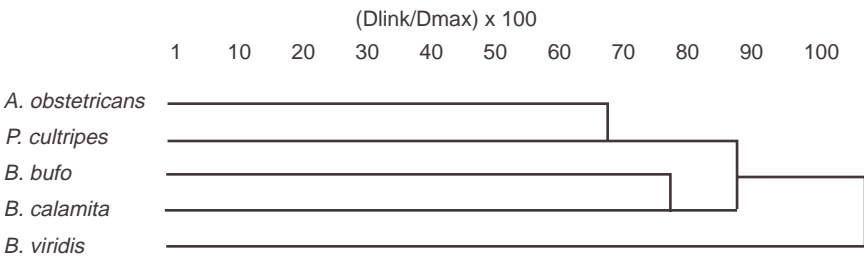 (Dlink/Dmax) x 100
1 10 20 30 40 50 60 70 80 90 100
A. obstetricans
P. cultripes
B. bufo
B. calamita
B. viridis